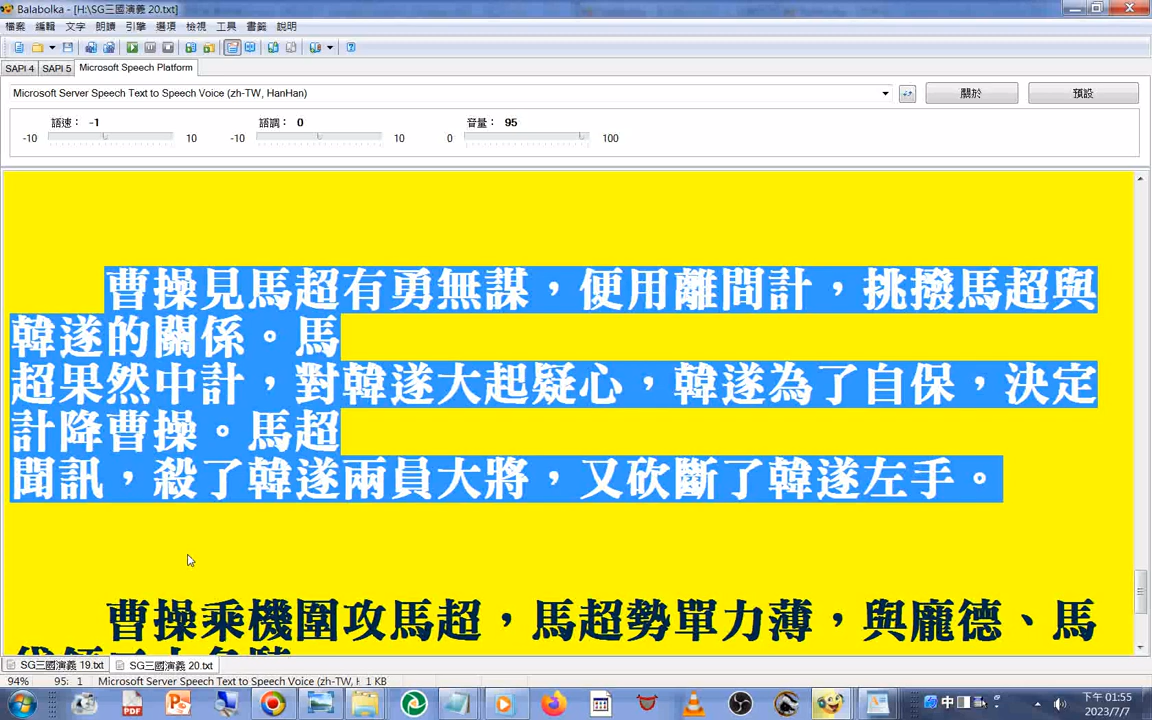 Balabolka - [H:\SG三國演義 20.txt]
檔案 編輯 文字 朗讀 引擎 選項 檢視 工具 書籤 說明
SAPI 4 SAPI 5 Microsoft Speech Platform
Microsoft Server Speech Text to Speech Voice (zh-TW, HanHan)
關於 預設
語速： -1 語調： 0 音量： 95
-10 10 -10 10 0 100
曹操見馬超有勇無謀，便用離間計，挑撥馬超與
韓遂的關係。馬
超果然中計，對韓遂大起疑心，韓遂為了自保，決定
計降曹操。馬超
聞訊，殺了韓遂兩員大將，又砍斷了韓遂左手。
曹操乘機圍攻馬超，馬超勢單力薄，與龐德、馬
SG三國演義 19.txt SG三國演義 20.txt
94% 95: 1 Microsoft Server Speech Text to Speech Voice (zh-TW, H 1 KB
中
下午 01:55
2023/7/7